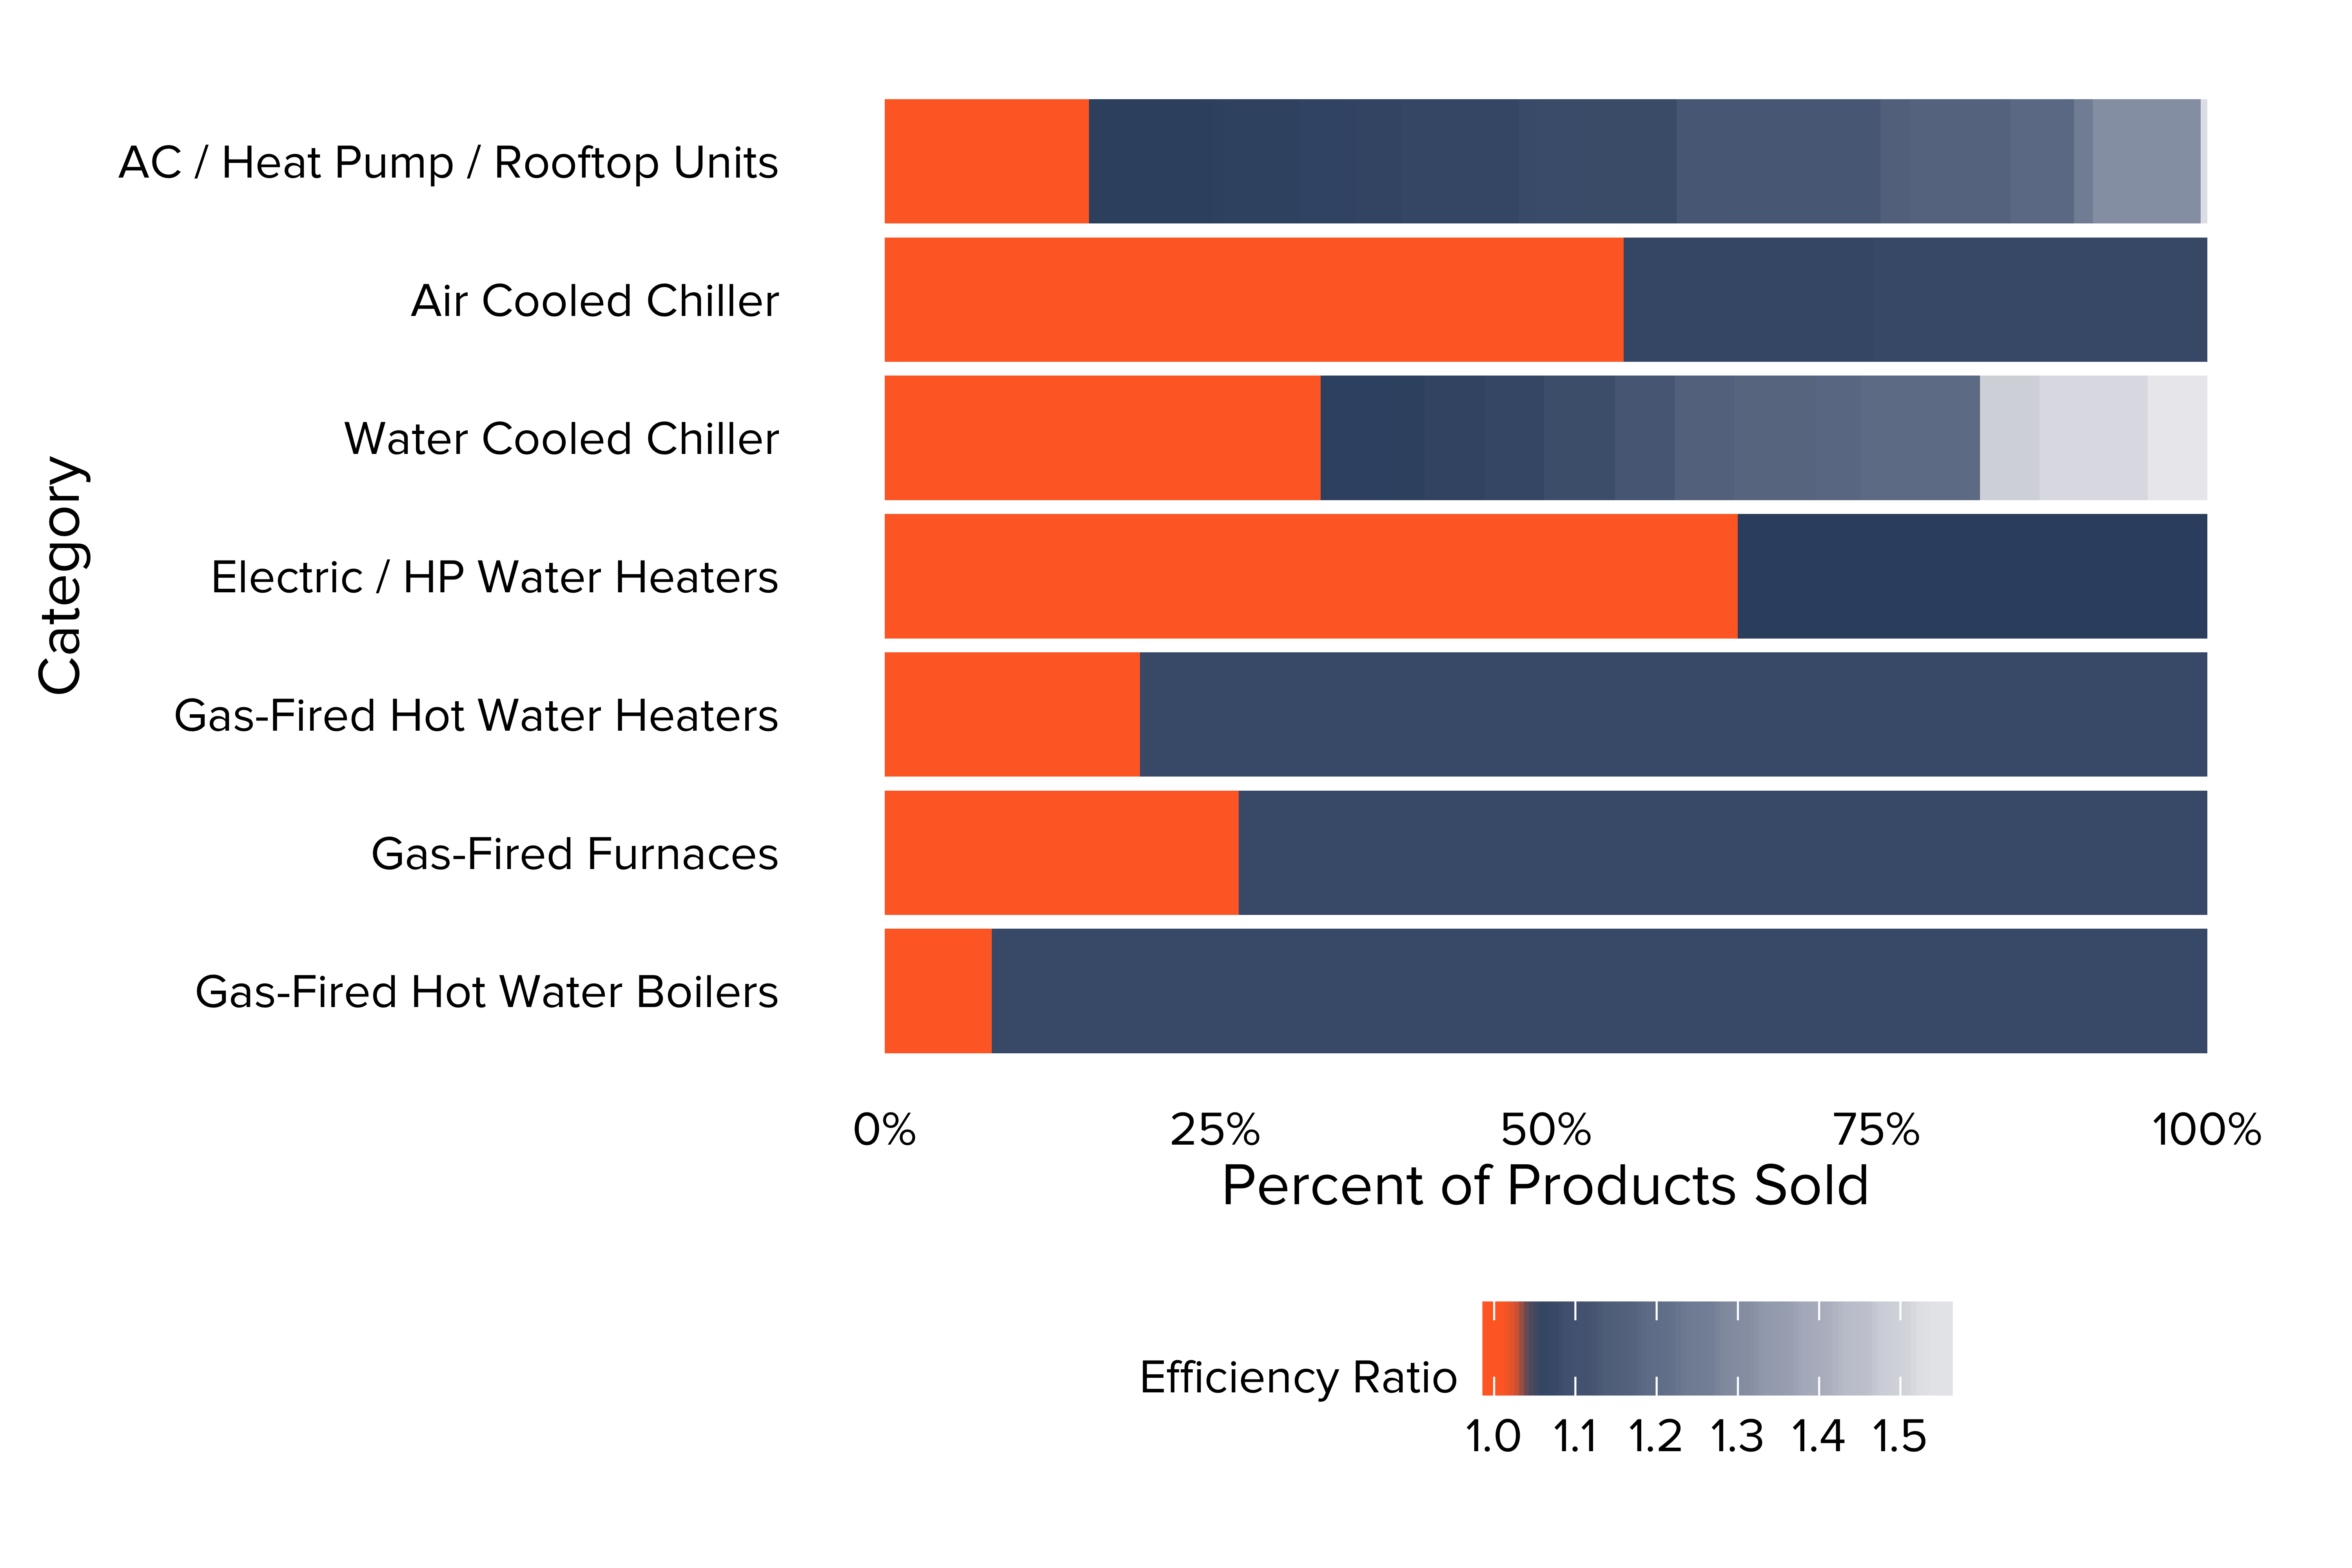 AC / Heat Pump / Rooftop Units
Air Cooled Chiller
Water Cooled Chiller
Electric / HP Water Heaters
Gas-Fired Hot Water Heaters
Gas-Fired Furnaces
Gas-Fired Hot Water Boilers
Category
0% 25% 50% 75% 100%
Percent of Products Sold
Efficiency Ratio
1.0 1.1 1.2 1.3 1.4 1.5